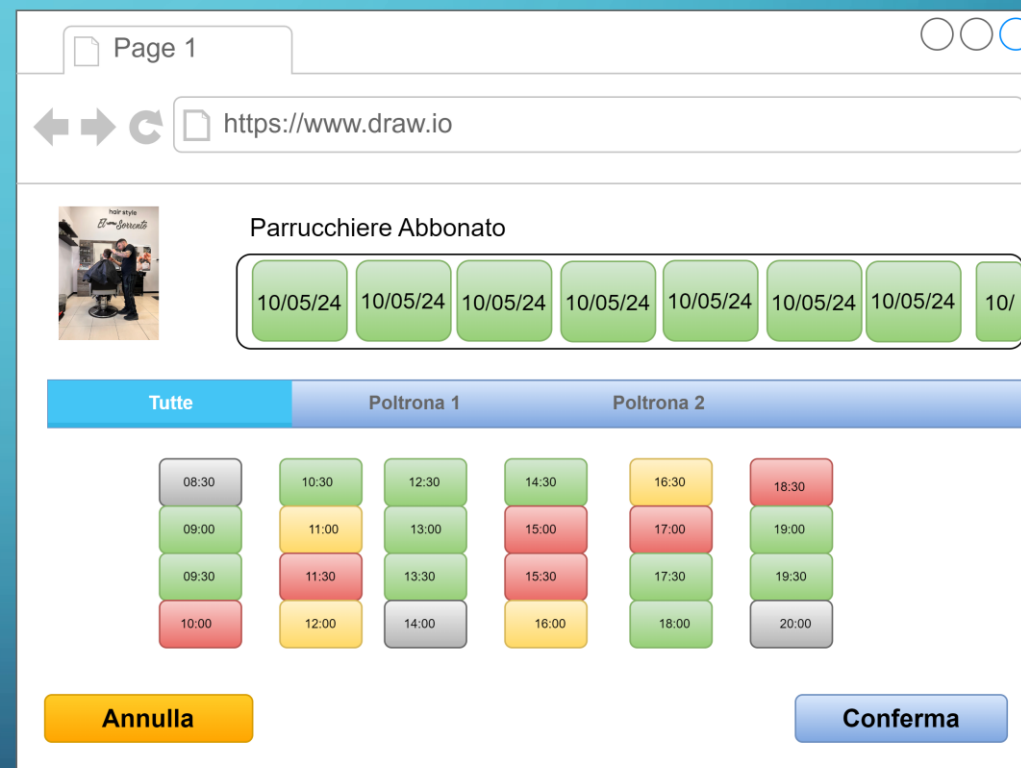 Page 1
https://www.draw.io
hair style
El Sorrento
Parrucchiere Abbonato
10/05/24 10/05/24 10/05/24 10/05/24 10/05/24 10/05/24 10/05/24 10/
Tutte Poltrona 1 Poltrona 2
08:30 10:30 12:30 14:30 16:30 18:30
09:00 11:00 13:00 15:00 17:00 19:00
09:30 11:30 13:30 15:30 17:30 19:30
10:00 12:00 14:00 16:00 18:00 20:00
Annulla Conferma